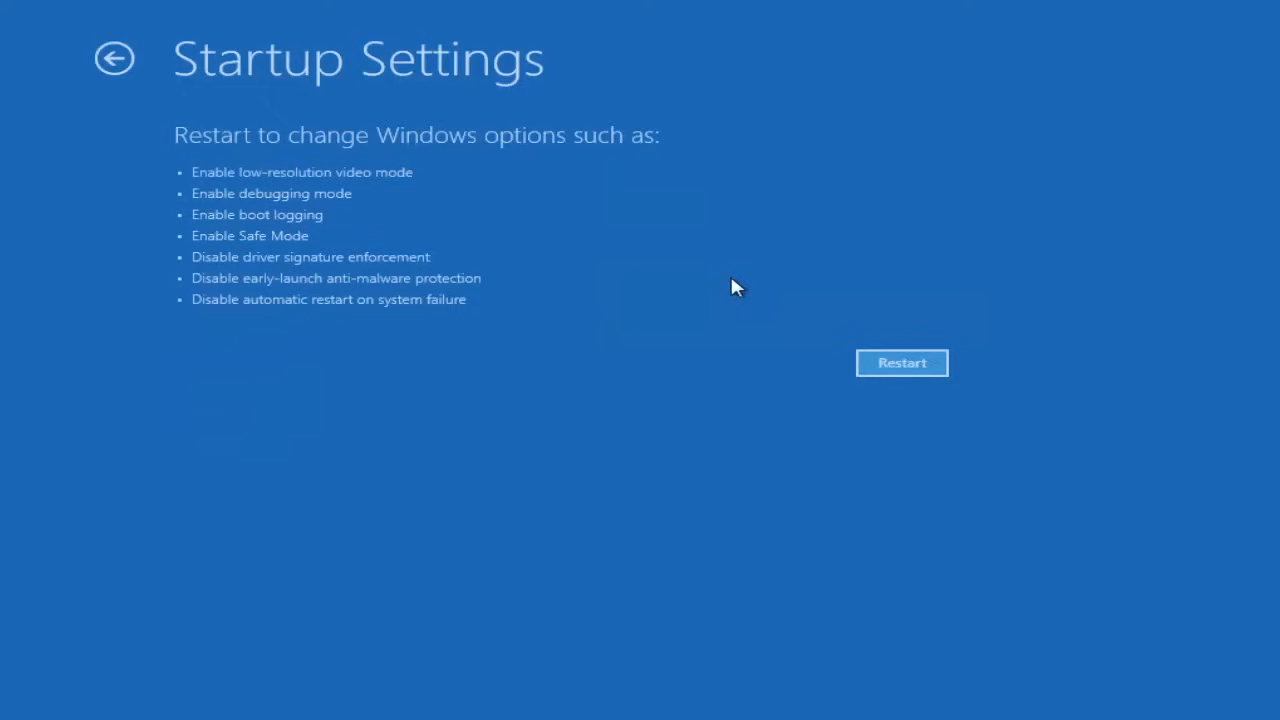 Startup Settings
Restart to change Windows options such as:
• Enable low-resolution video mode
• Enable debugging mode
• Enable boot logging
• Enable Safe Mode
• Disable driver signature enforcement
• Disable early-launch anti-malware protection
• Disable automatic restart on system failure
Restart